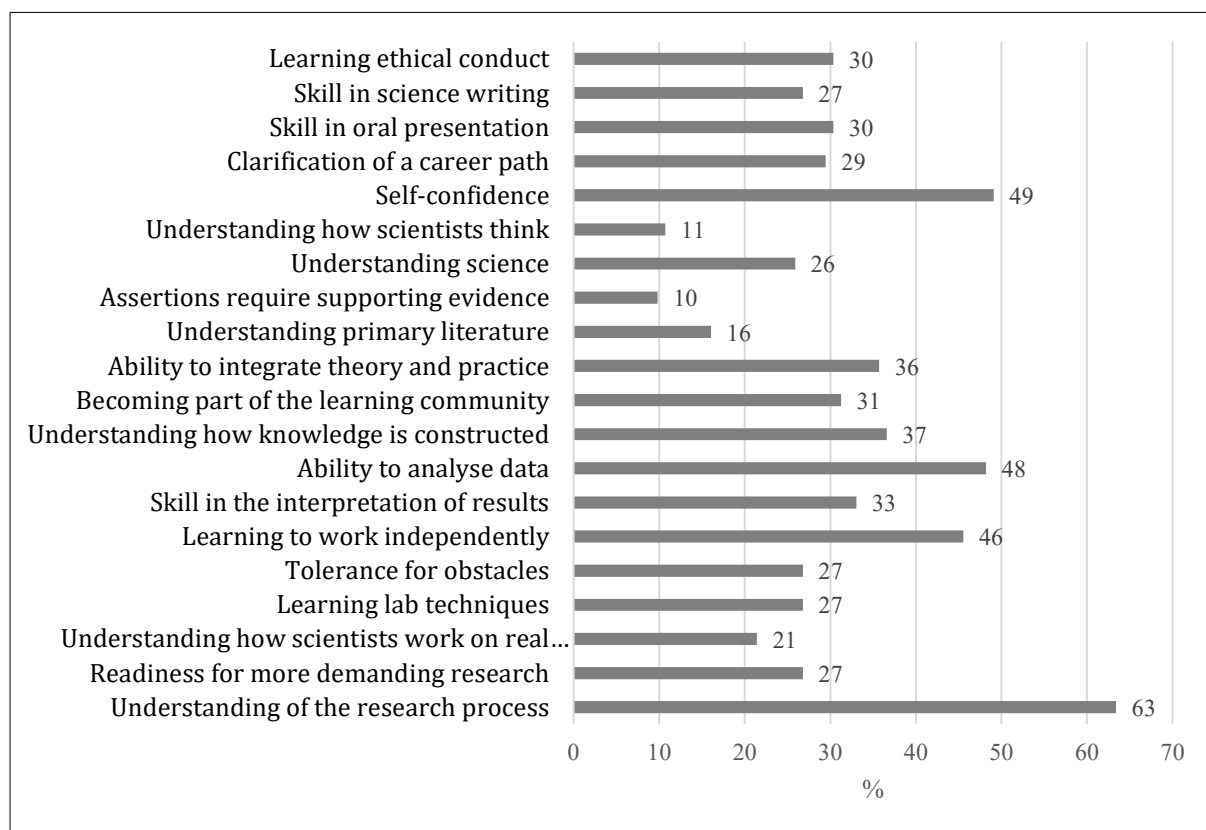 Learning ethical conduct 30
Skill in science writing 27
Skill in oral presentation 30
Clarification of a career path 29
Self-confidence 49
Understanding how scientists think 11
Understanding science 26
Assertions require supporting evidence 10
Understanding primary literature 16
Ability to integrate theory and practice 36
Becoming part of the learning community 31
Understanding how knowledge is constructed 37
Ability to analyse data 48
Skill in the interpretation of results 33
Learning to work independently 46
Tolerance for obstacles 27
Learning lab techniques 27
Understanding how scientists work on real… 21
Readiness for more demanding research 27
Understanding of the research process 63
0 10 20 30 40 50 60 70
%